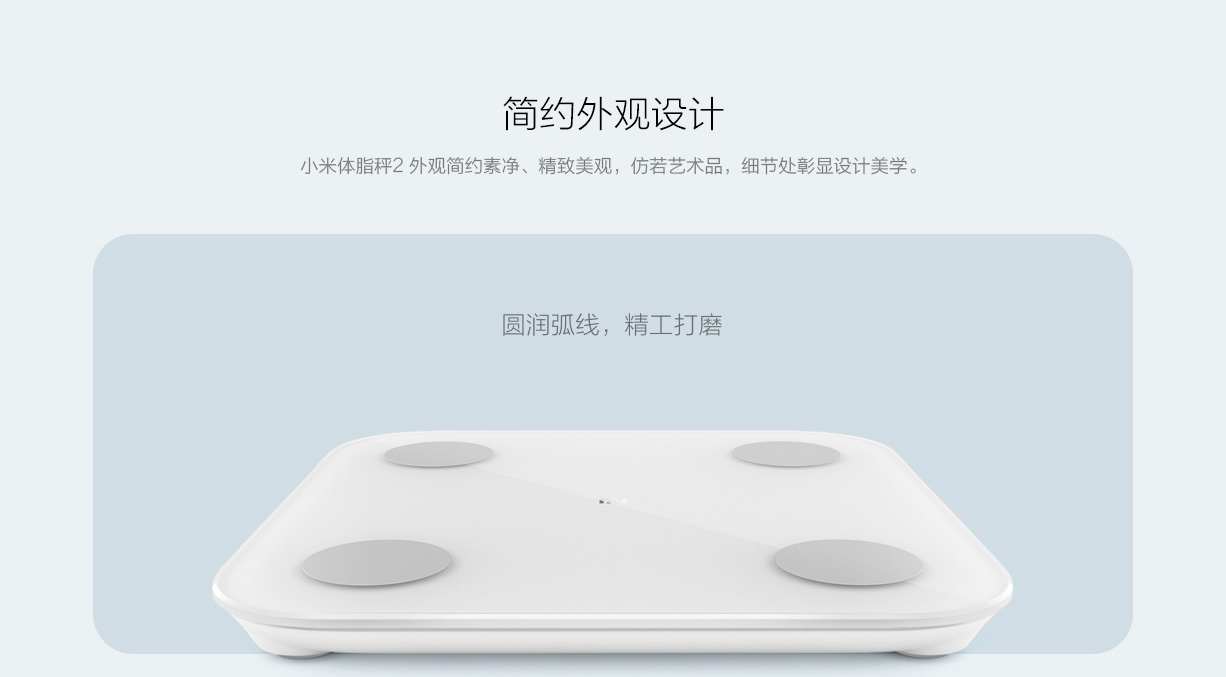 简约外观设计
小米体脂秤2 外观简约素净、精致美观，仿若艺术品，细节处彰显设计美学。
圆润弧线，精工打磨